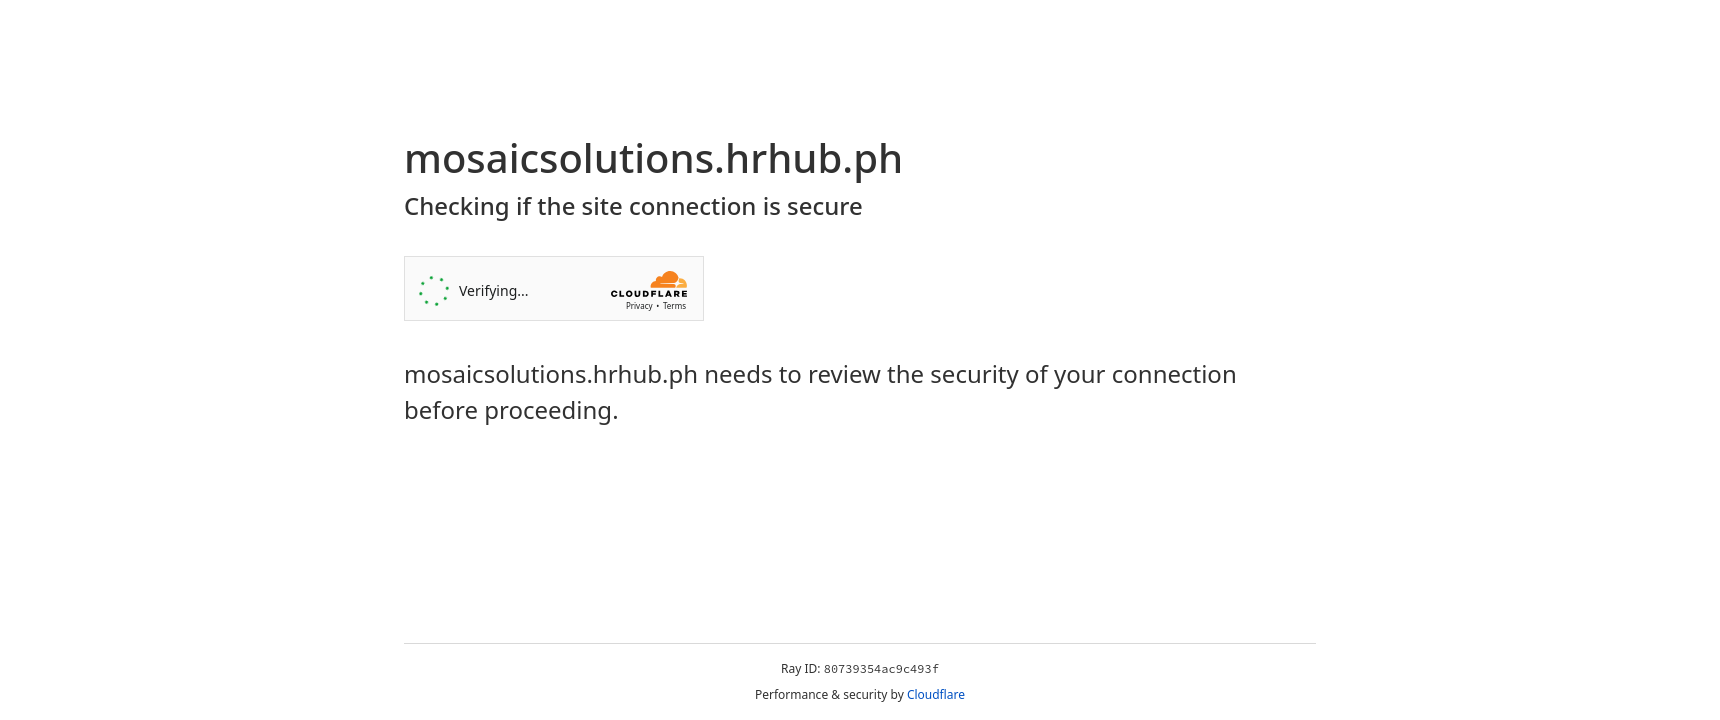 mosaicsolutions.hrhub.ph
Checking if the site connection is secure
Verifying...
CLOUDFLARE
Privacy • Terms
mosaicsolutions.hrhub.ph needs to review the security of your connection
before proceeding.
Ray ID: 80739354ac9c493f
Performance & security by Cloudflare